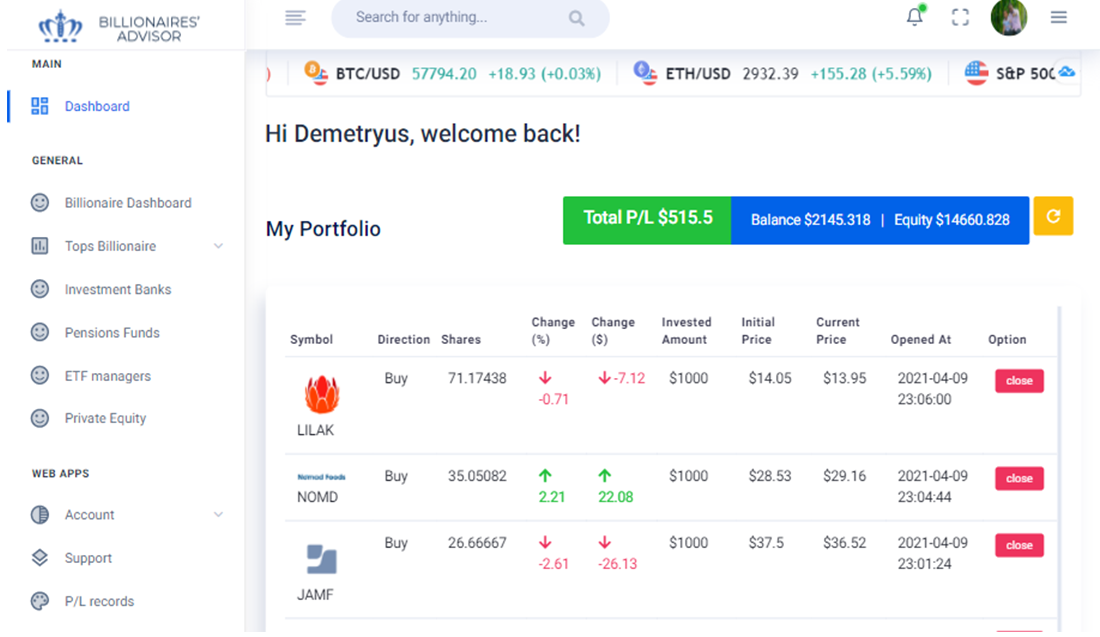 BILLIONAIRES'
ADVISOR
Search for anything...
MAIN
) BTC/USD 57794.20 +18.93 (+0.03%) ETH/USD 2932.39 +155.28 (+5.59%) S&P 500
Dashboard
Hi Demetryus, welcome back!
GENERAL
Billionaire Dashboard
Tops Billionaire
Investment Banks
Pensions Funds
ETF managers
Private Equity
WEB APPS
Account
Support
P/L records
My Portfolio
Total P/L $515.5
Balance $2145.318 | Equity $14660.828
Symbol Direction Shares Change (%) Change ($) Invested Amount Initial Price Current Price Opened At Option
LILAK Buy 71.17438 -0.71 -7.12 $1000 $14.05 $13.95 2021-04-09 23:06:00 close
Nomad Foods
NOMD Buy 35.05082 2.21 22.08 $1000 $28.53 $29.16 2021-04-09 23:04:44 close
JAMF Buy 26.66667 -2.61 -26.13 $1000 $37.5 $36.52 2021-04-09 23:01:24 close